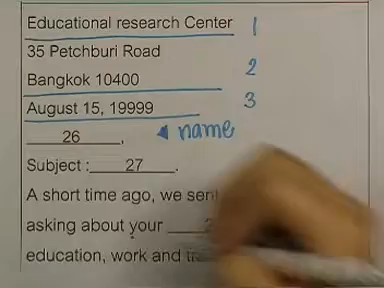 Educational research Center 1
35 Petchburi Road
Bangkok 10400 2
August 15, 19999 3
26, name
Subject : 27.
A short time ago, we sent
asking about your
education, work and